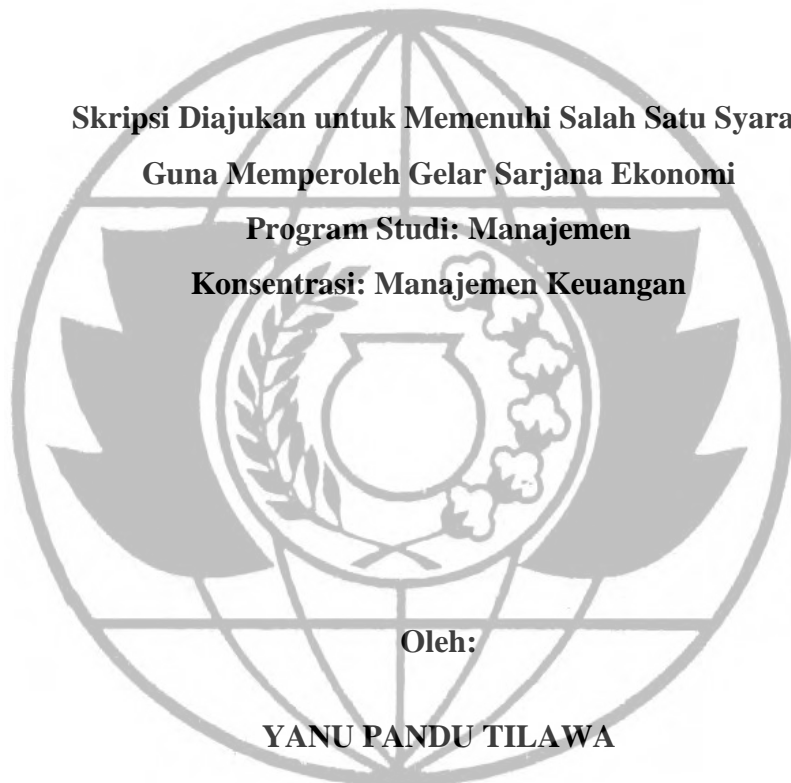 Skripsi Diajukan untuk Memenuhi Salah Satu Syara
Guna Memperoleh Gelar Sarjana Ekonomi
Program Studi: Manajemen
Konsentrasi: Manajemen Keuangan
Oleh:
YANU PANDU TILAWA